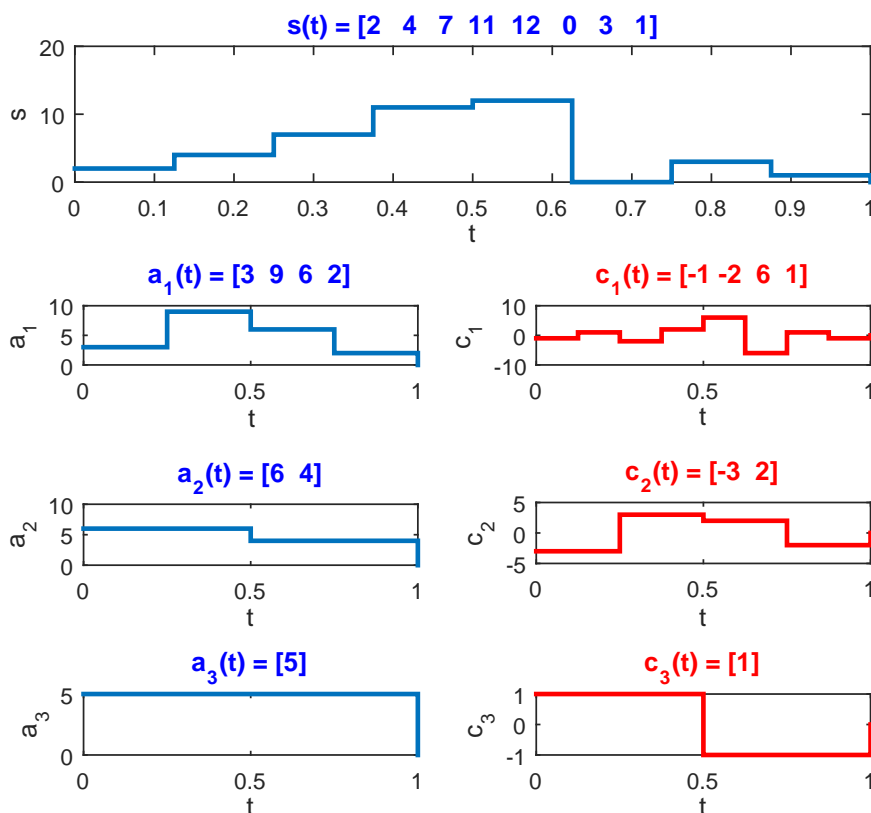 s(t) = [2 4 7 11 12 0 3 1]
20
10
0
s
0 0.1 0.2 0.3 0.4 0.5 0.6 0.7 0.8 0.9 1
t
a1(t) = [3 9 6 2]
10
5
0
a1
0 0.5 1
t
c1(t) = [-1 -2 6 1]
10
0
-10
c1
0 0.5 1
t
a2(t) = [6 4]
10
5
0
a2
0 0.5 1
t
c2(t) = [-3 2]
5
0
-5
c2
0 0.5 1
t
a3(t) = [5]
5
0
a3
0 0.5 1
t
c3(t) = [1]
1
0
-1
c3
0 0.5 1
t